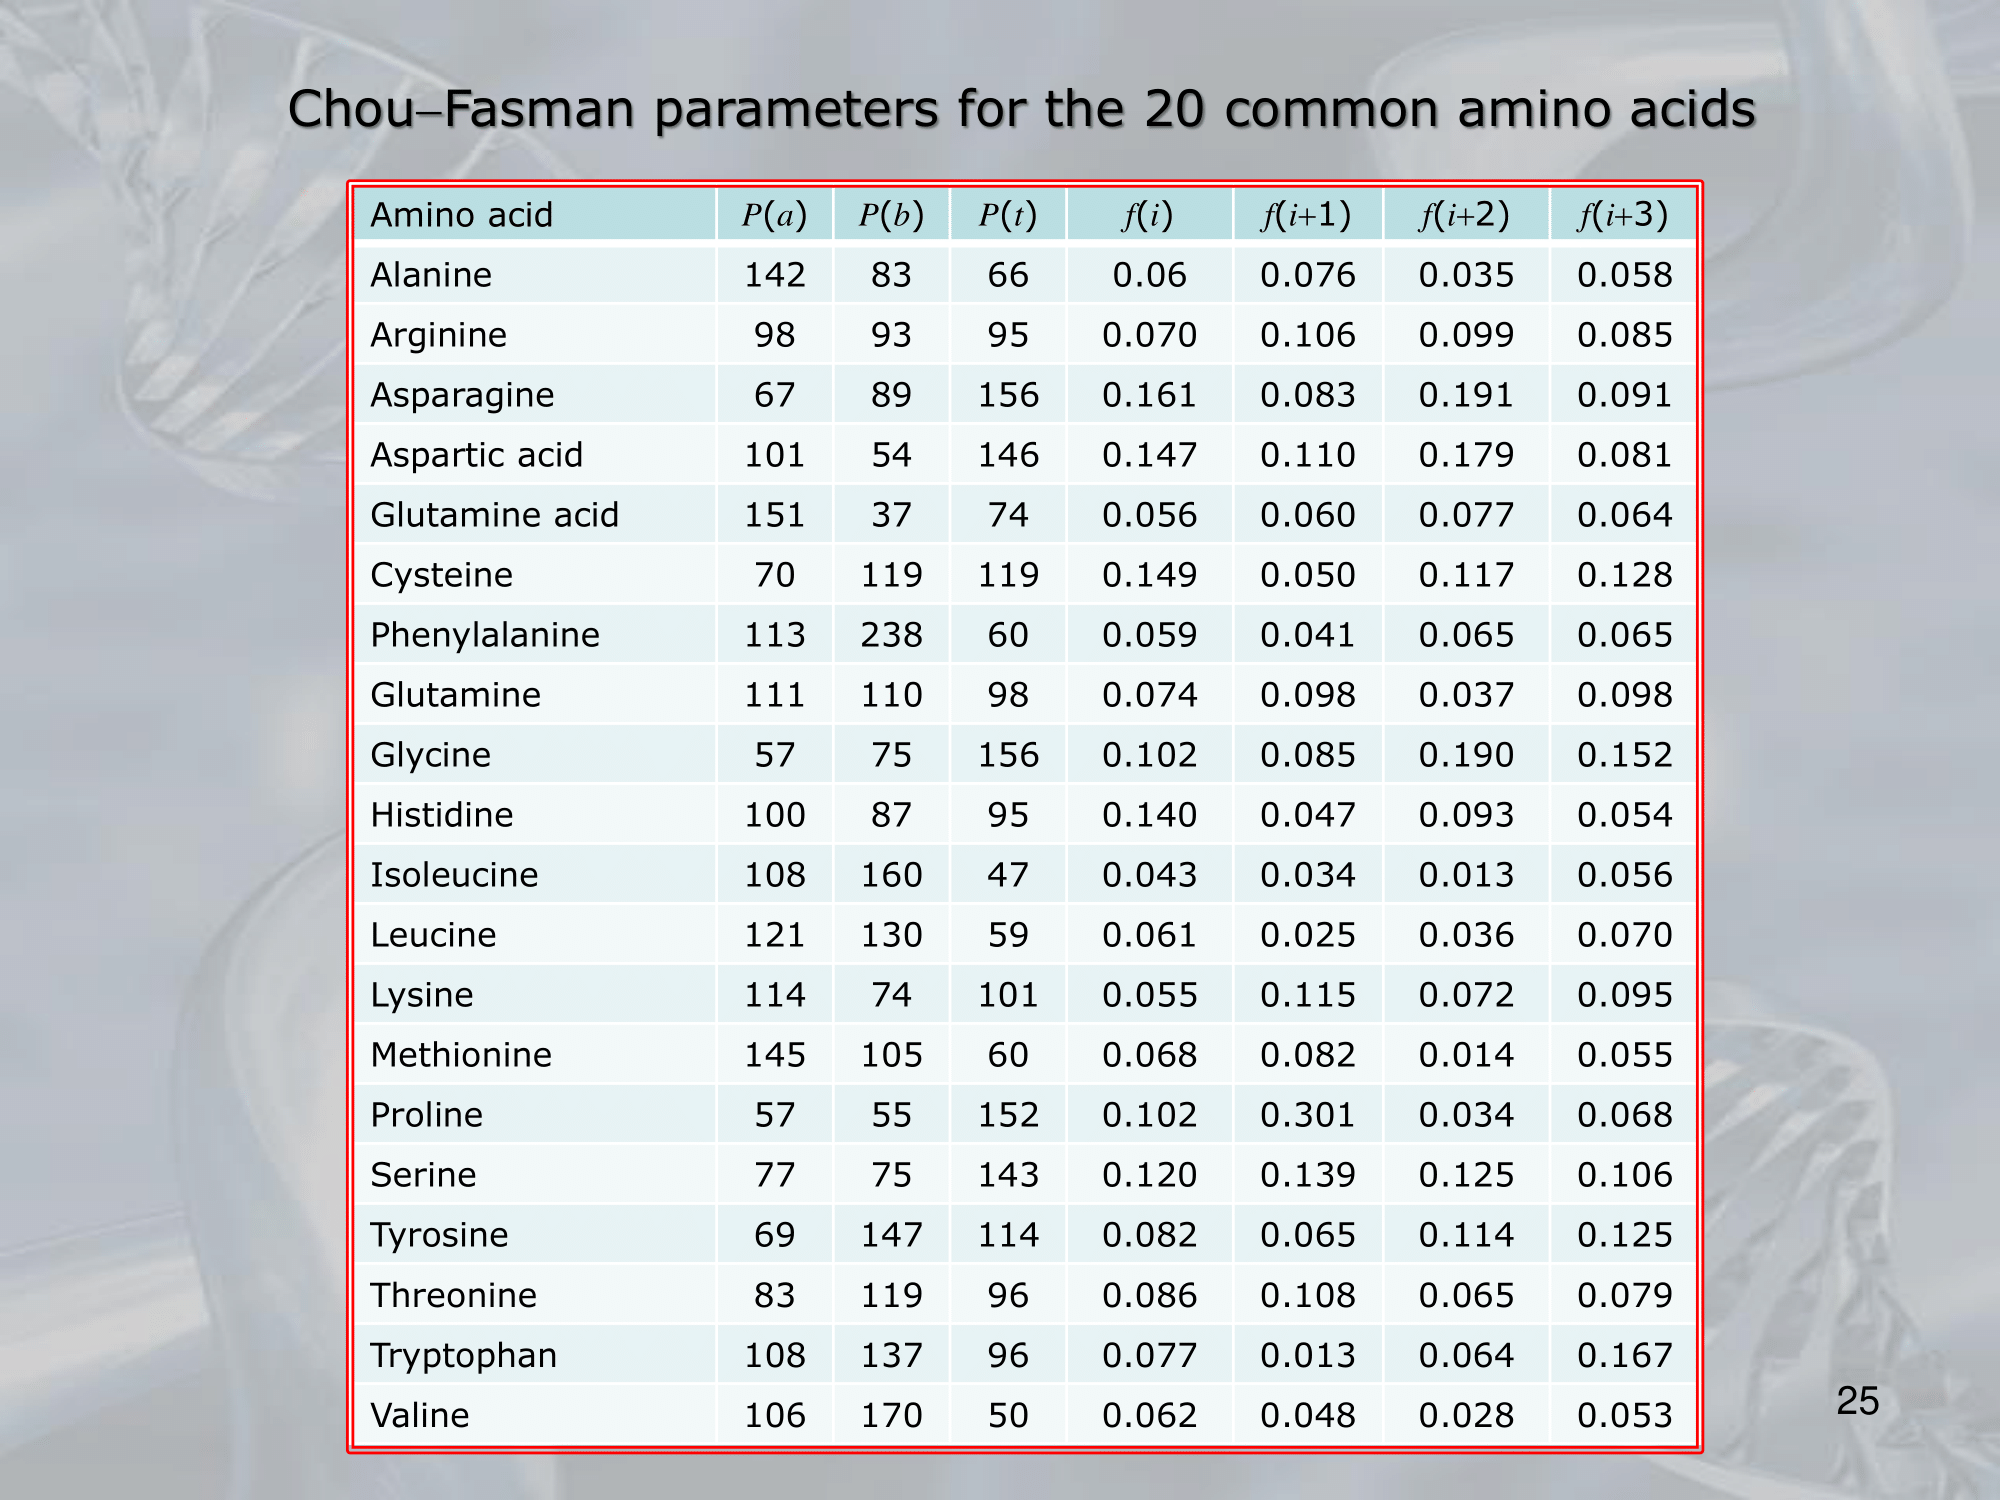 Chou–Fasman parameters for the 20 common amino acids
Amino acid P(a) P(b) P(t) f(i) f(i+1) f(i+2) f(i+3)
Alanine 142 83 66 0.06 0.076 0.035 0.058
Arginine 98 93 95 0.070 0.106 0.099 0.085
Asparagine 67 89 156 0.161 0.083 0.191 0.091
Aspartic acid 101 54 146 0.147 0.110 0.179 0.081
Glutamine acid 151 37 74 0.056 0.060 0.077 0.064
Cysteine 70 119 119 0.149 0.050 0.117 0.128
Phenylalanine 113 238 60 0.059 0.041 0.065 0.065
Glutamine 111 110 98 0.074 0.098 0.037 0.098
Glycine 57 75 156 0.102 0.085 0.190 0.152
Histidine 100 87 95 0.140 0.047 0.093 0.054
Isoleucine 108 160 47 0.043 0.034 0.013 0.056
Leucine 121 130 59 0.061 0.025 0.036 0.070
Lysine 114 74 101 0.055 0.115 0.072 0.095
Methionine 145 105 60 0.068 0.082 0.014 0.055
Proline 57 55 152 0.102 0.301 0.034 0.068
Serine 77 75 143 0.120 0.139 0.125 0.106
Tyrosine 69 147 114 0.082 0.065 0.114 0.125
Threonine 83 119 96 0.086 0.108 0.065 0.079
Tryptophan 108 137 96 0.077 0.013 0.064 0.167
Valine 106 170 50 0.062 0.048 0.028 0.053
25